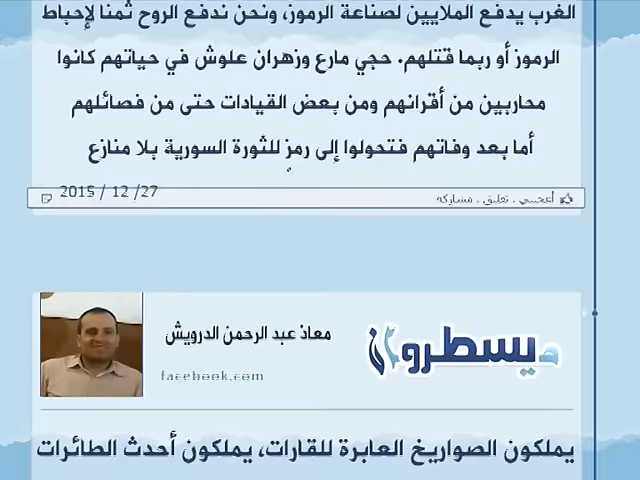 الغرب يدفع الملايين لصناعة الرموز، ونحن ندفع الروح ثمنا لإحباط
الرموز أو ربما قتلهم. حجي مارع وزهران علوش في حياتهم كانوا
محاربين من أقرانهم ومن بعض القيادات حتى من فصائلهم
أما بعد وفاتهم فتحولوا إلى رمز للثورة السورية بلا منازع
2015 / 12 /27
أعجبني . تعليق . مشاركة
معاذ عبد الرحمن الدرويش
facebook.com
يسطرون
يملكون الصواريخ العابرة للقارات، يملكون أحدث الطائرات